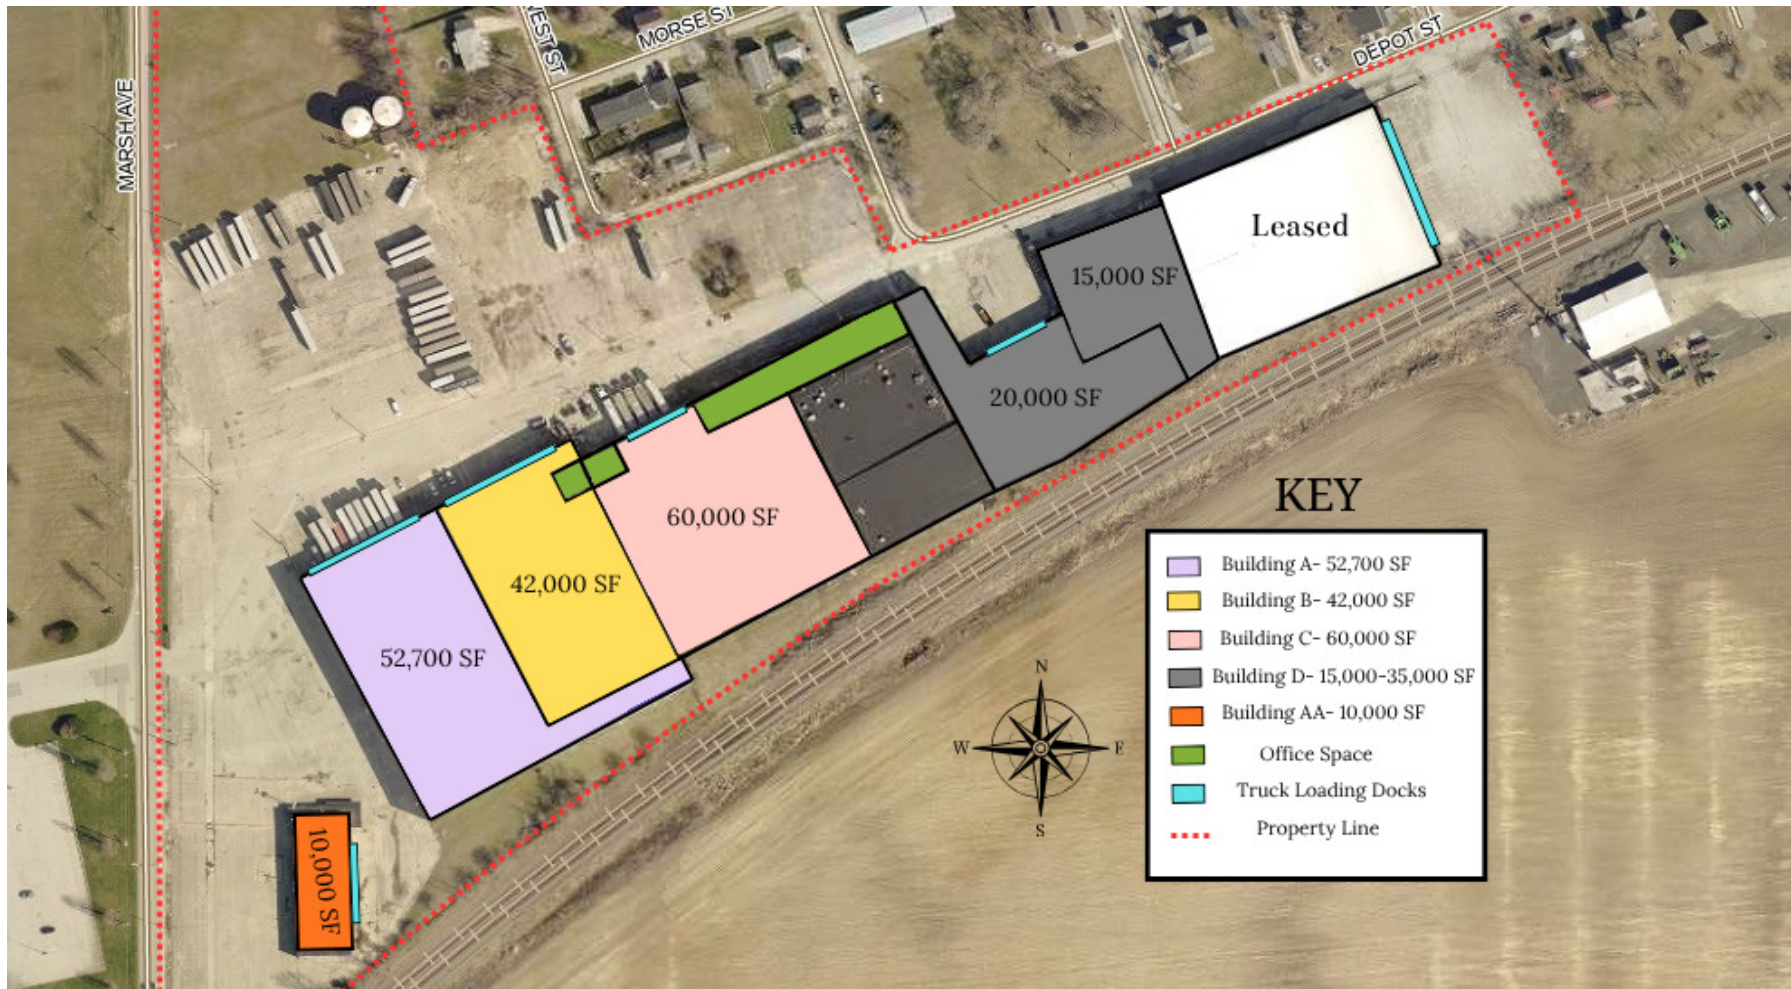 MARSH AVE
WEST ST
MORSE ST
DEPOT ST
Leased
15,000 SF
20,000 SF
60,000 SF
42,000 SF
52,700 SF
10,000 SF
KEY
Building A- 52,700 SF
Building B- 42,000 SF
Building C- 60,000 SF
Building D- 15,000-35,000 SF
Building AA- 10,000 SF
Office Space
Truck Loading Docks
Property Line
N
W
E
S